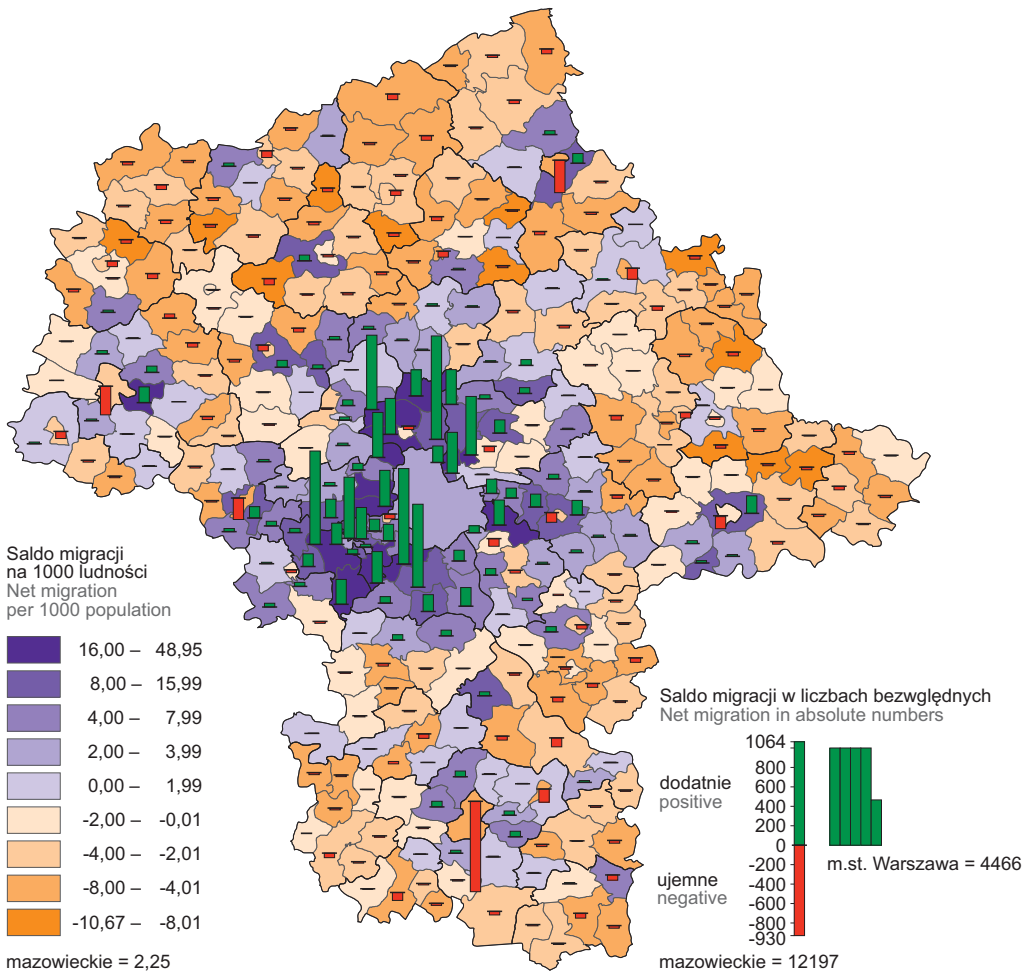 Saldo migracji
na 1000 ludności
Net migration
per 1000 population
16,00 – 48,95
8,00 – 15,99
4,00 – 7,99
2,00 – 3,99
0,00 – 1,99
-2,00 – -0,01
-4,00 – -2,01
-8,00 – -4,01
-10,67 – -8,01
mazowieckie = 2,25
Saldo migracji w liczbach bezwględnych
Net migration in absolute numbers
1064
800
600
400
200
0
-200
-400
-600
-800
-930
dodatnie
positive
ujemne
negative
m.st. Warszawa = 4466
mazowieckie = 12197